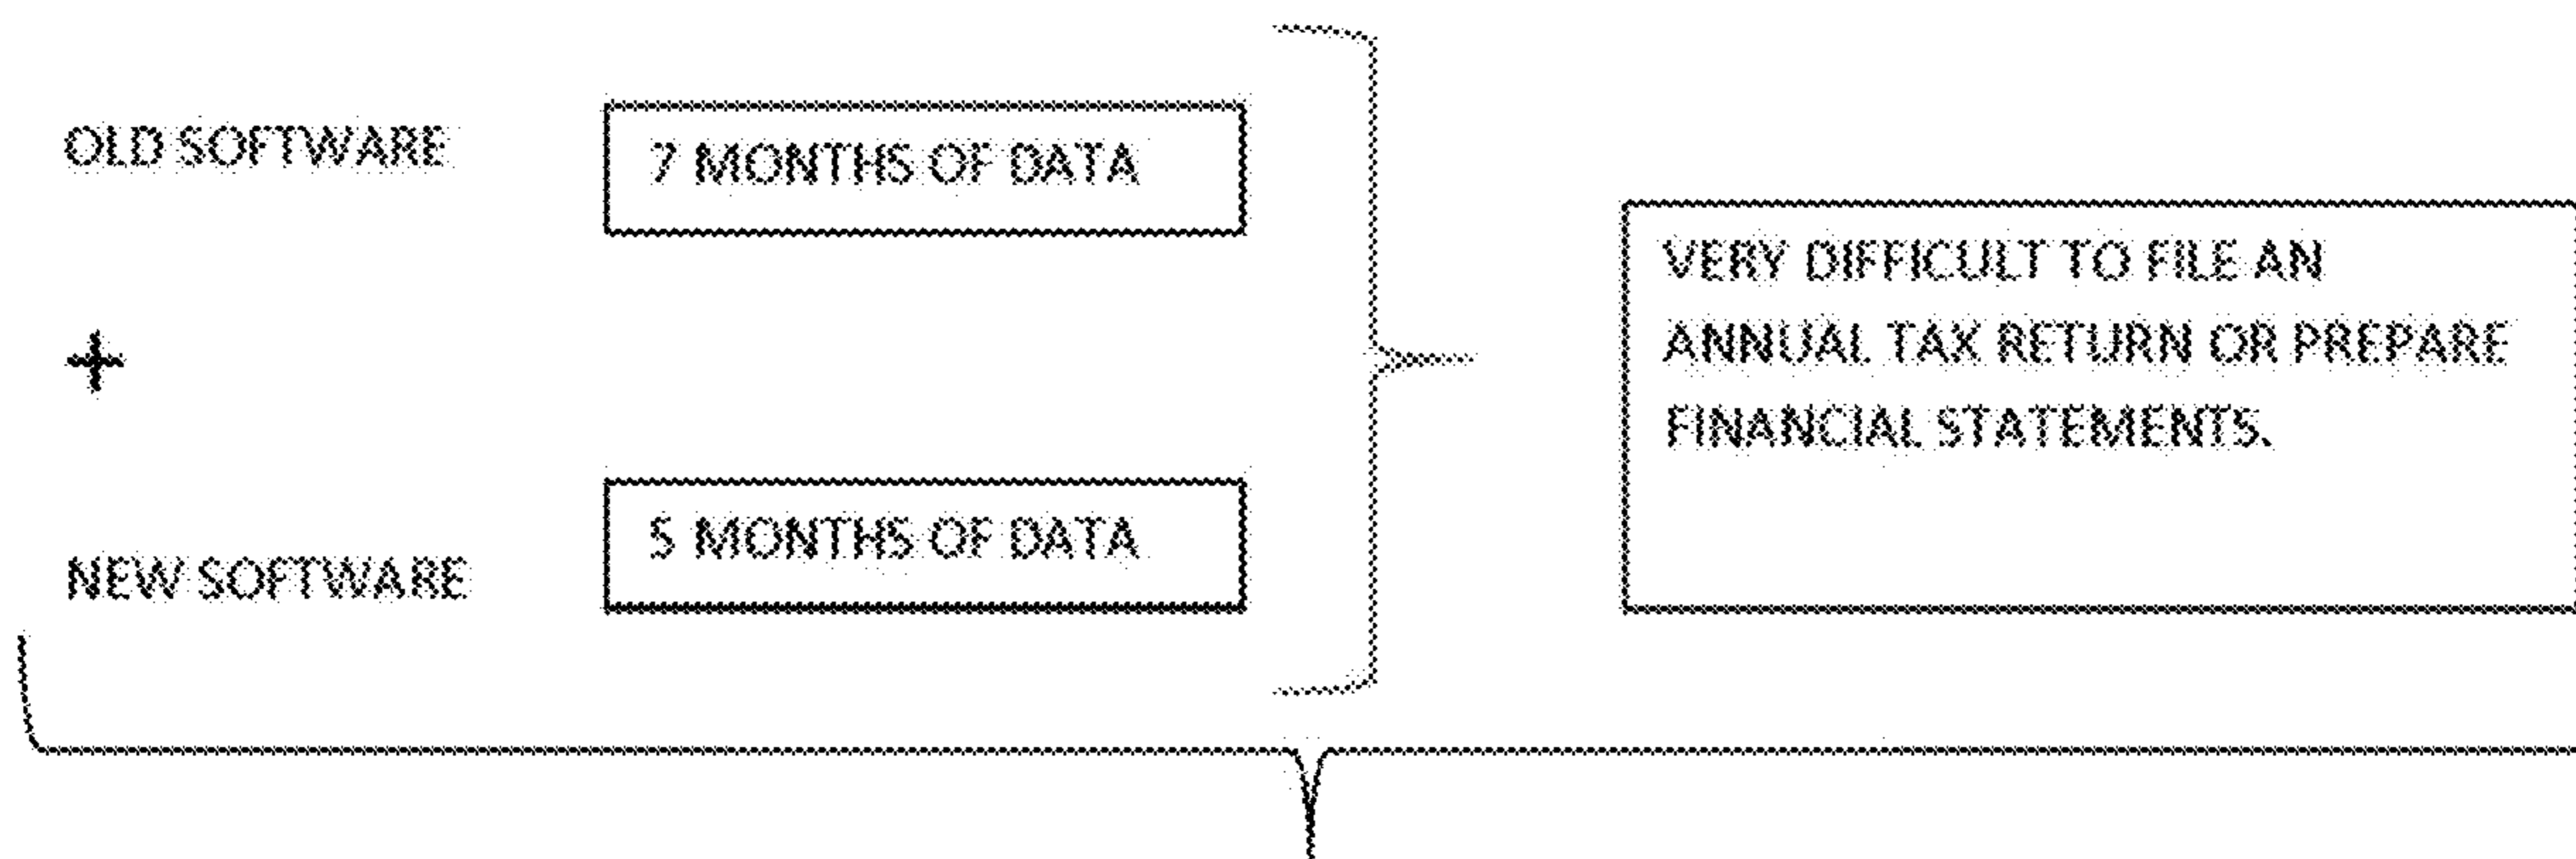 OLD SOFTWARE
7 MONTHS OF DATA
+
NEW SOFTWARE
5 MONTHS OF DATA
VERY DIFFICULT TO FILE AN
ANNUAL TAX RETURN OR PREPARE
FINANCIAL STATEMENTS.